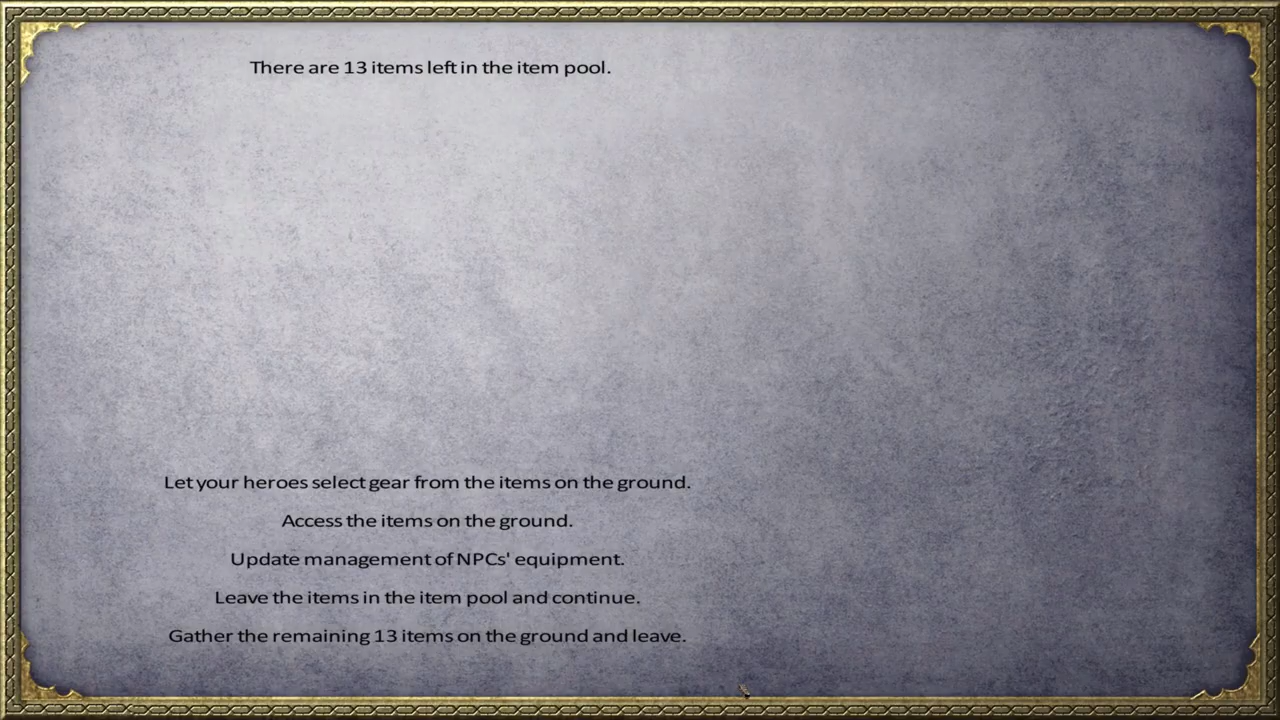 There are 13 items left in the item pool.
Let your heroes select gear from the items on the ground.
Access the items on the ground.
Update management of NPCs' equipment.
Leave the items in the item pool and continue.
Gather the remaining 13 items on the ground and leave.